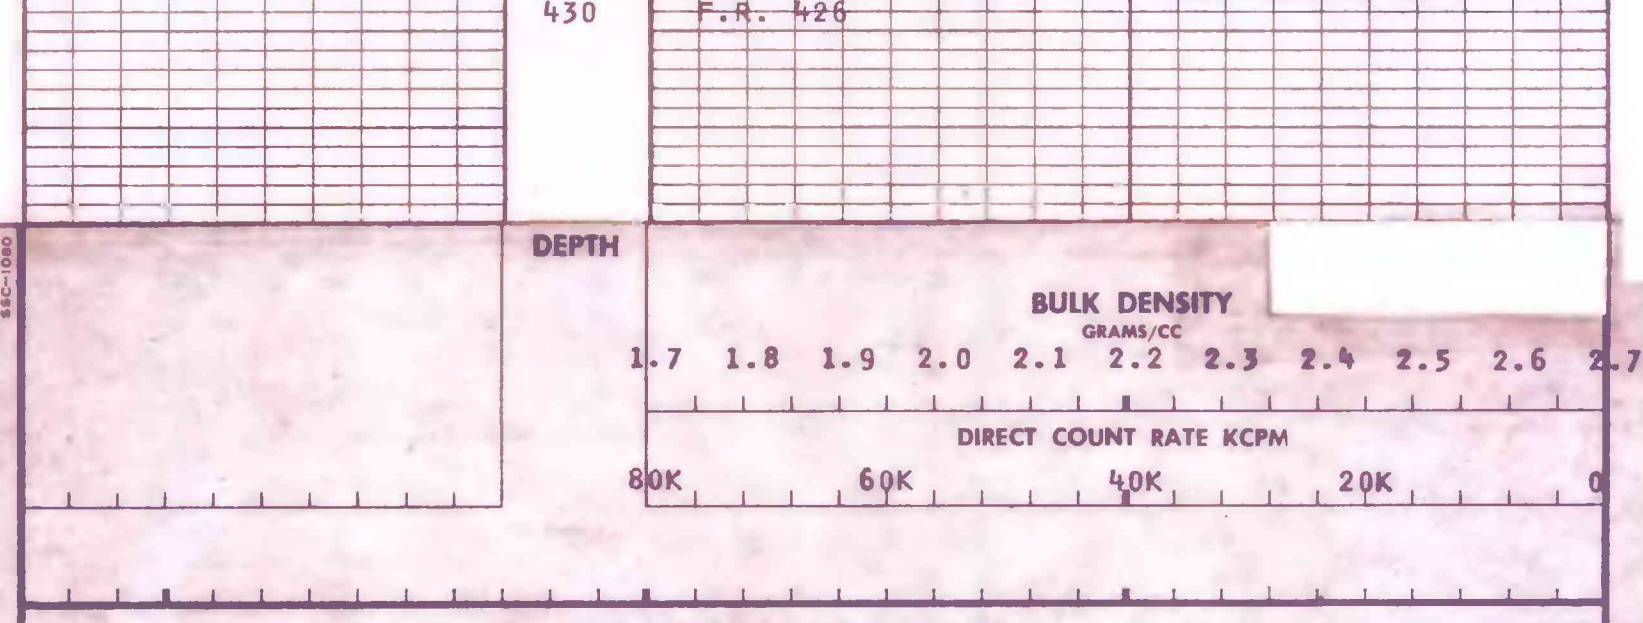 430 F.R. 426
SSC-1080
DEPTH
BULK DENSITY
GRAMS/CC
1.7 1.8 1.9 2.0 2.1 2.2 2.3 2.4 2.5 2.6 2.7
DIRECT COUNT RATE KCPM
80K 60K 40K 20K 0